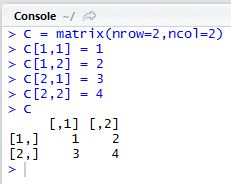 Console ~/
> C = matrix(nrow=2,ncol=2)
> C[1,1] = 1
> C[1,2] = 2
> C[2,1] = 3
> C[2,2] = 4
> C
     [,1] [,2]
[1,]    1    2
[2,]    3    4
>